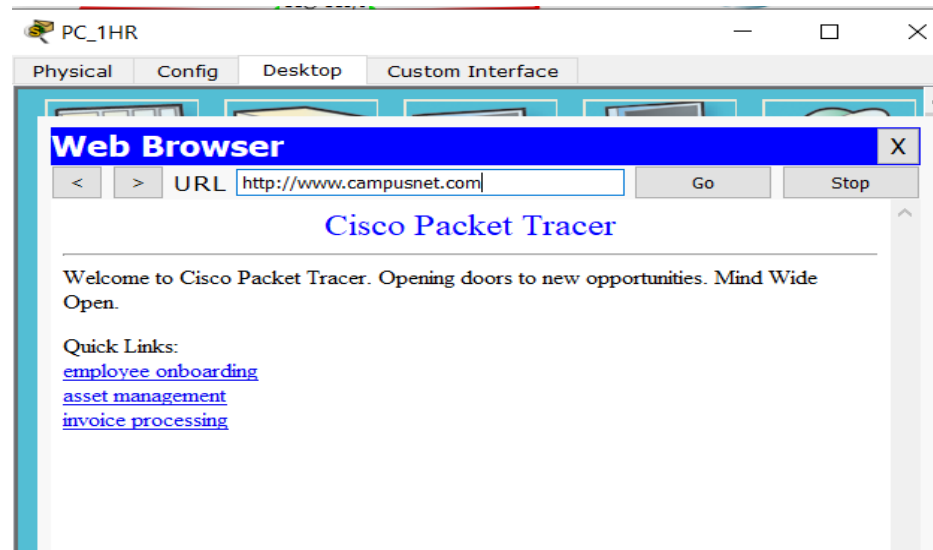 PC_1HR
Physical Config Desktop Custom Interface
Web Browser X
< > URL http://www.campusnet.com Go Stop
Cisco Packet Tracer
Welcome to Cisco Packet Tracer. Opening doors to new opportunities. Mind Wide
Open.
Quick Links:
employee onboarding
asset management
invoice processing